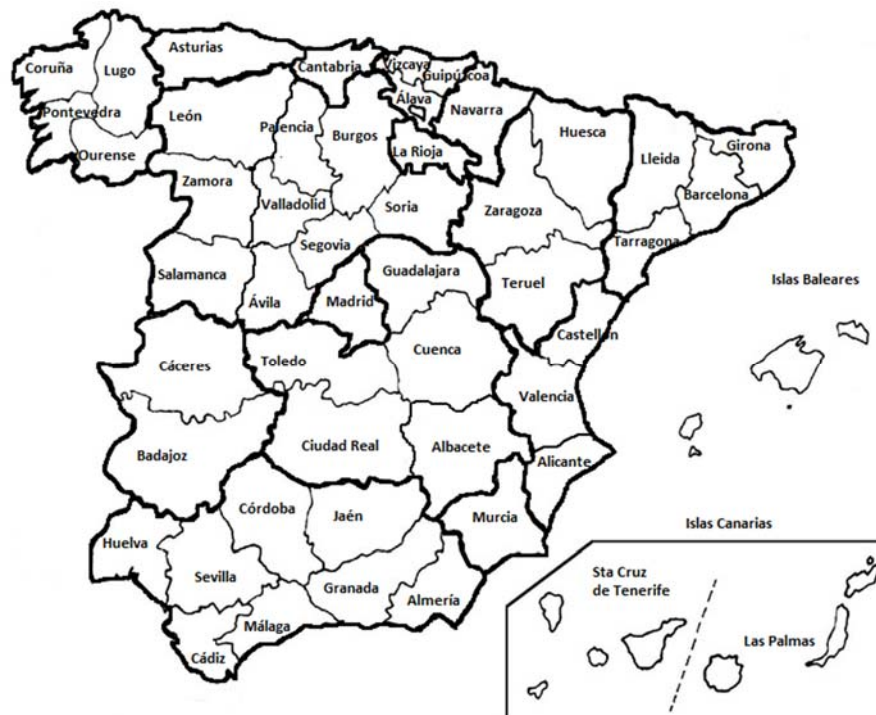 Asturias
Coruña
Lugo
Cantabria
Vizcaya
Guipúscoa
Álava
Navarra
Pontevedra
León
Palencia
Burgos
La Rioja
Huesca
Girona
Lleida
Ourense
Zamora
Valladolid
Soria
Zaragoza
Barcelona
Segovia
Tarragona
Salamanca
Ávila
Madrid
Guadalajara
Teruel
Islas Baleares
Castellón
Cáceres
Toledo
Cuenca
Valencia
Badajoz
Ciudad Real
Albacete
Alicante
Córdoba
Jaén
Murcia
Islas Canarias
Huelva
Sevilla
Granada
Almería
Sta Cruz
de Tenerife
Málaga
Cádiz
Las Palmas